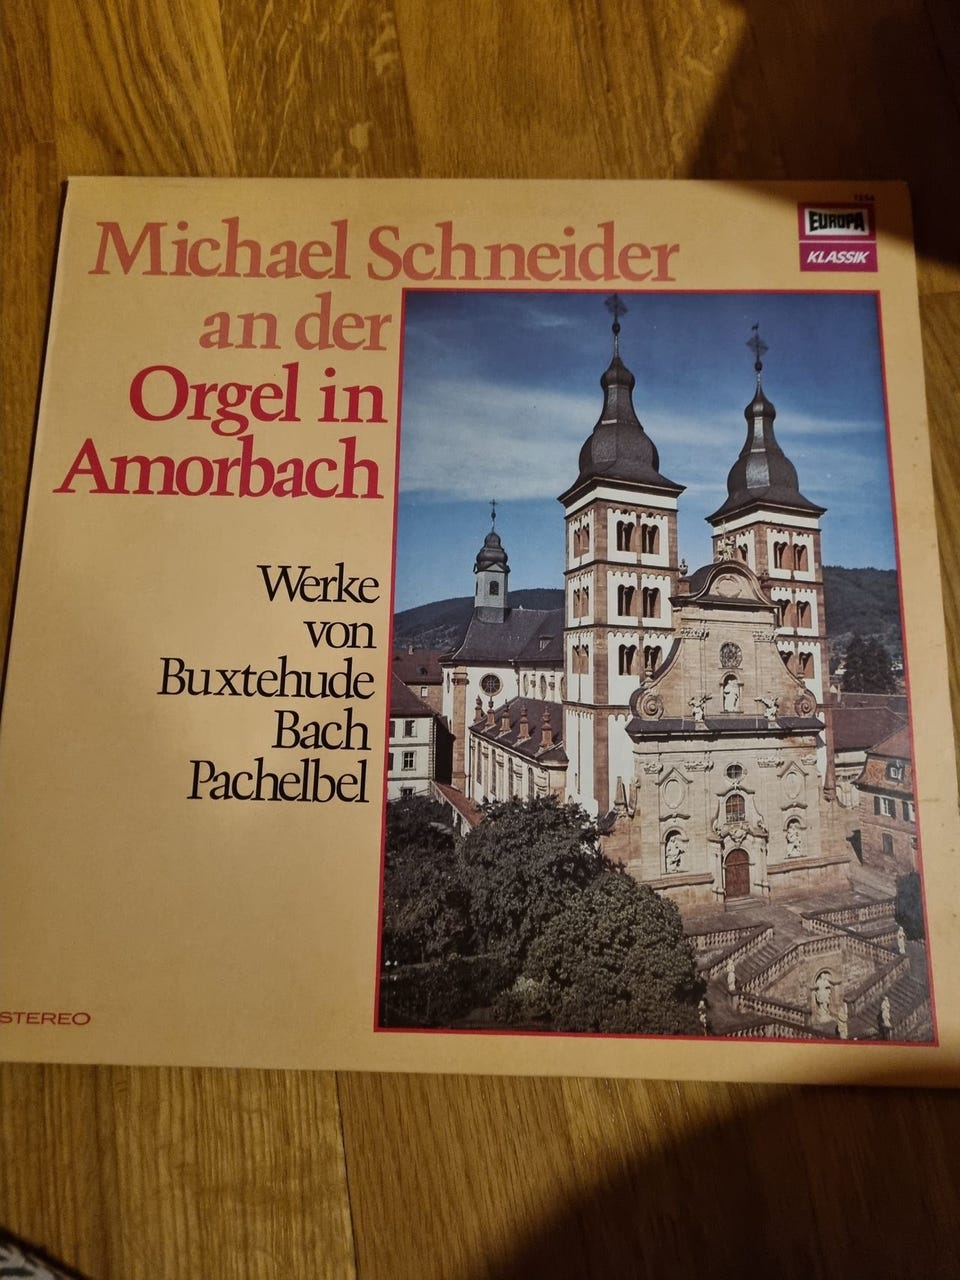 Michael Schneider
an der
Orgel in
Amorbach
EUROPA
KLASSIK
Werke
von
Buxtehude
Bach
Pachelbel
STEREO